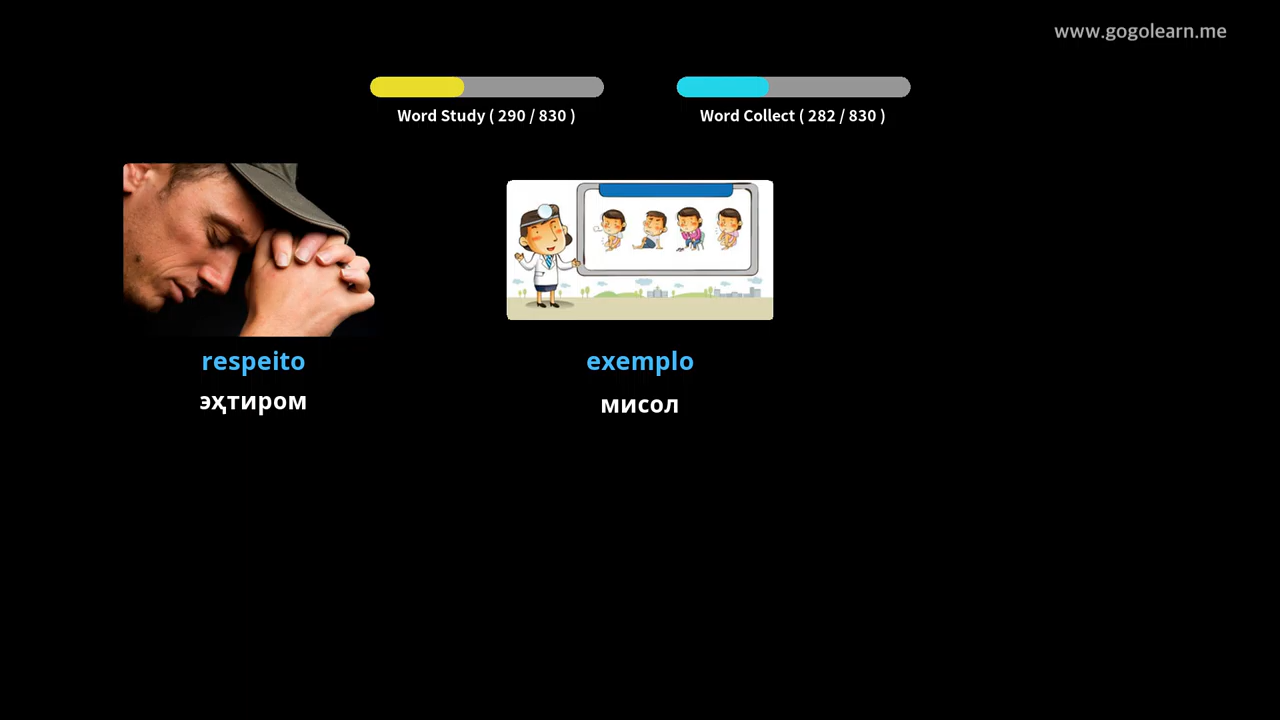 www.gogolearn.me
Word Study ( 290 / 830 )
Word Collect ( 282 / 830 )
respeito
эҳтиром
exemplo
мисол